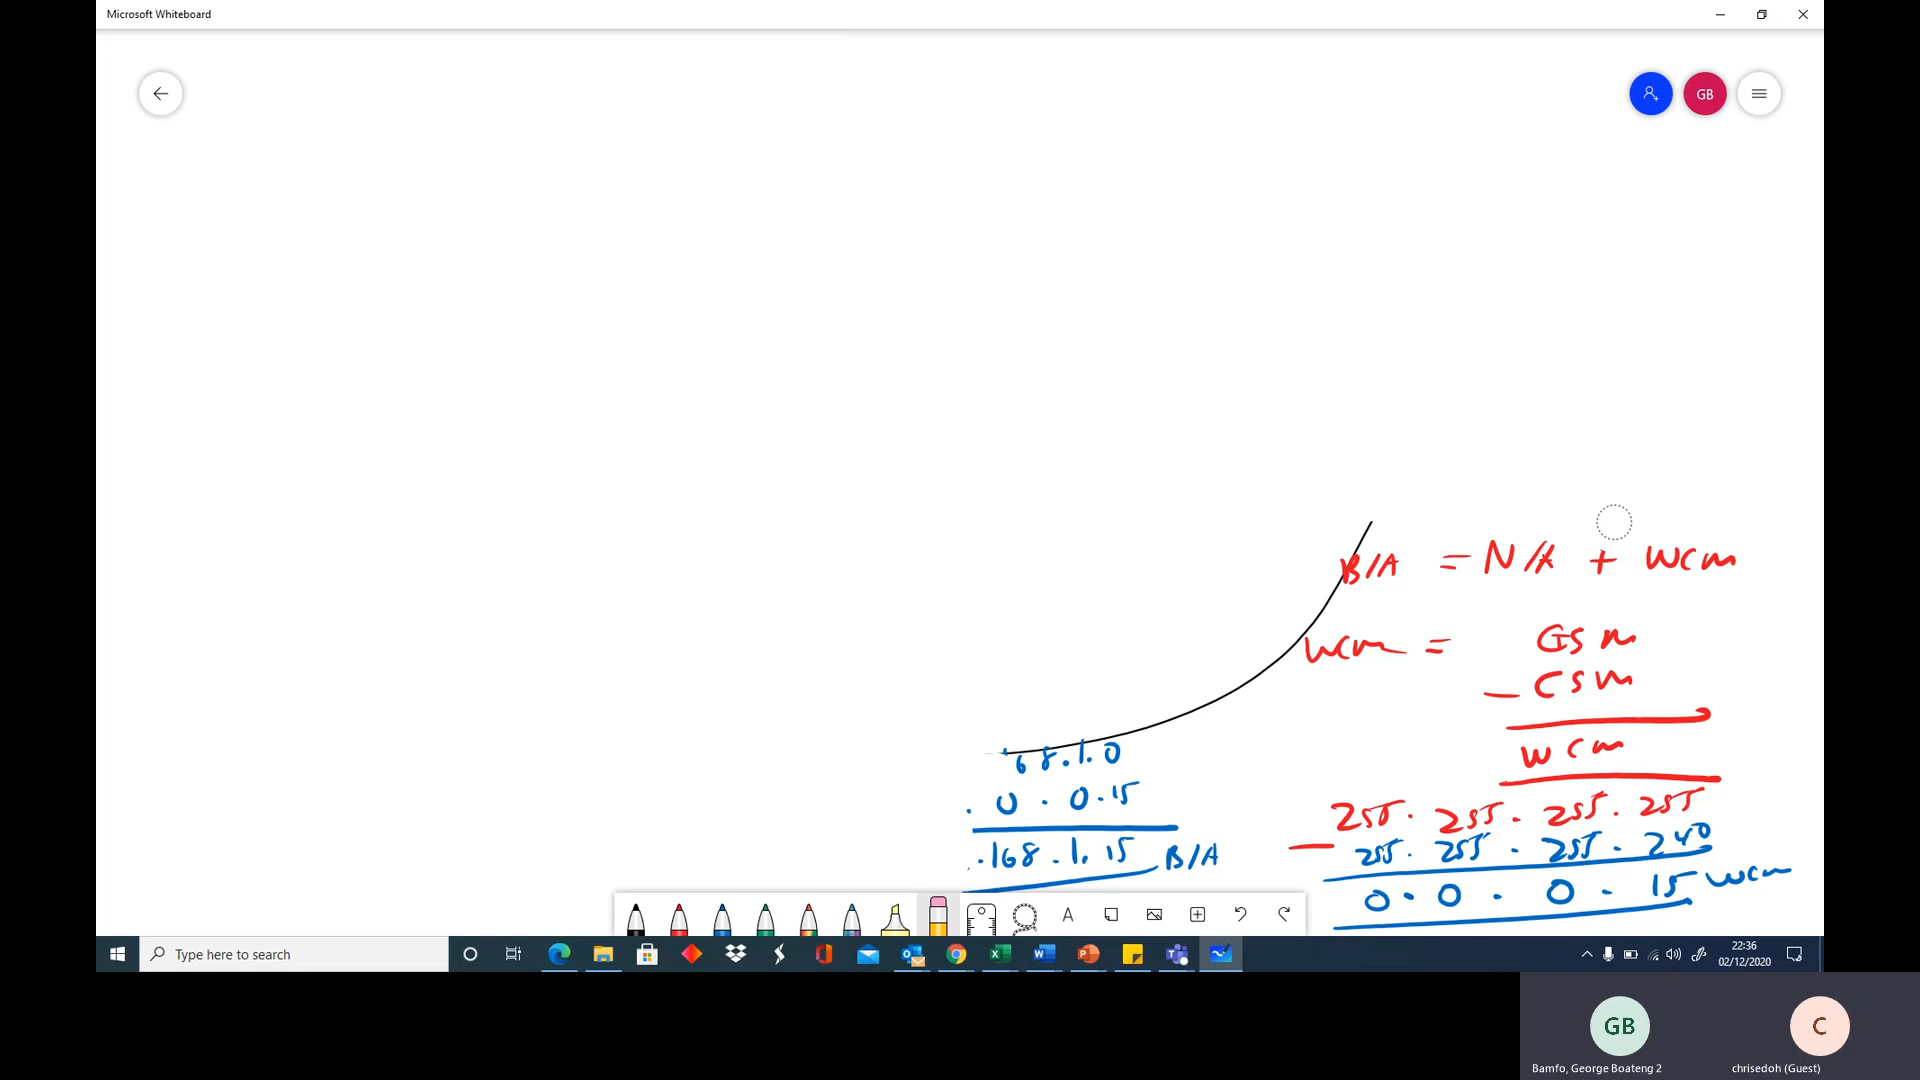 Microsoft Whiteboard
GB
B/A = N/A + WCM
WCM = GSM
- CSM
WCM
68.1.0
. 0 . 0.15
.168.1.15 B/A
255. 255. 255. 255
- 255. 255. 255. 240
0. 0. 0. 15 WCM
A
Type here to search
22:36
02/12/2020
GB
C
Bamfo, George Boateng 2
chrisedoh (Guest)